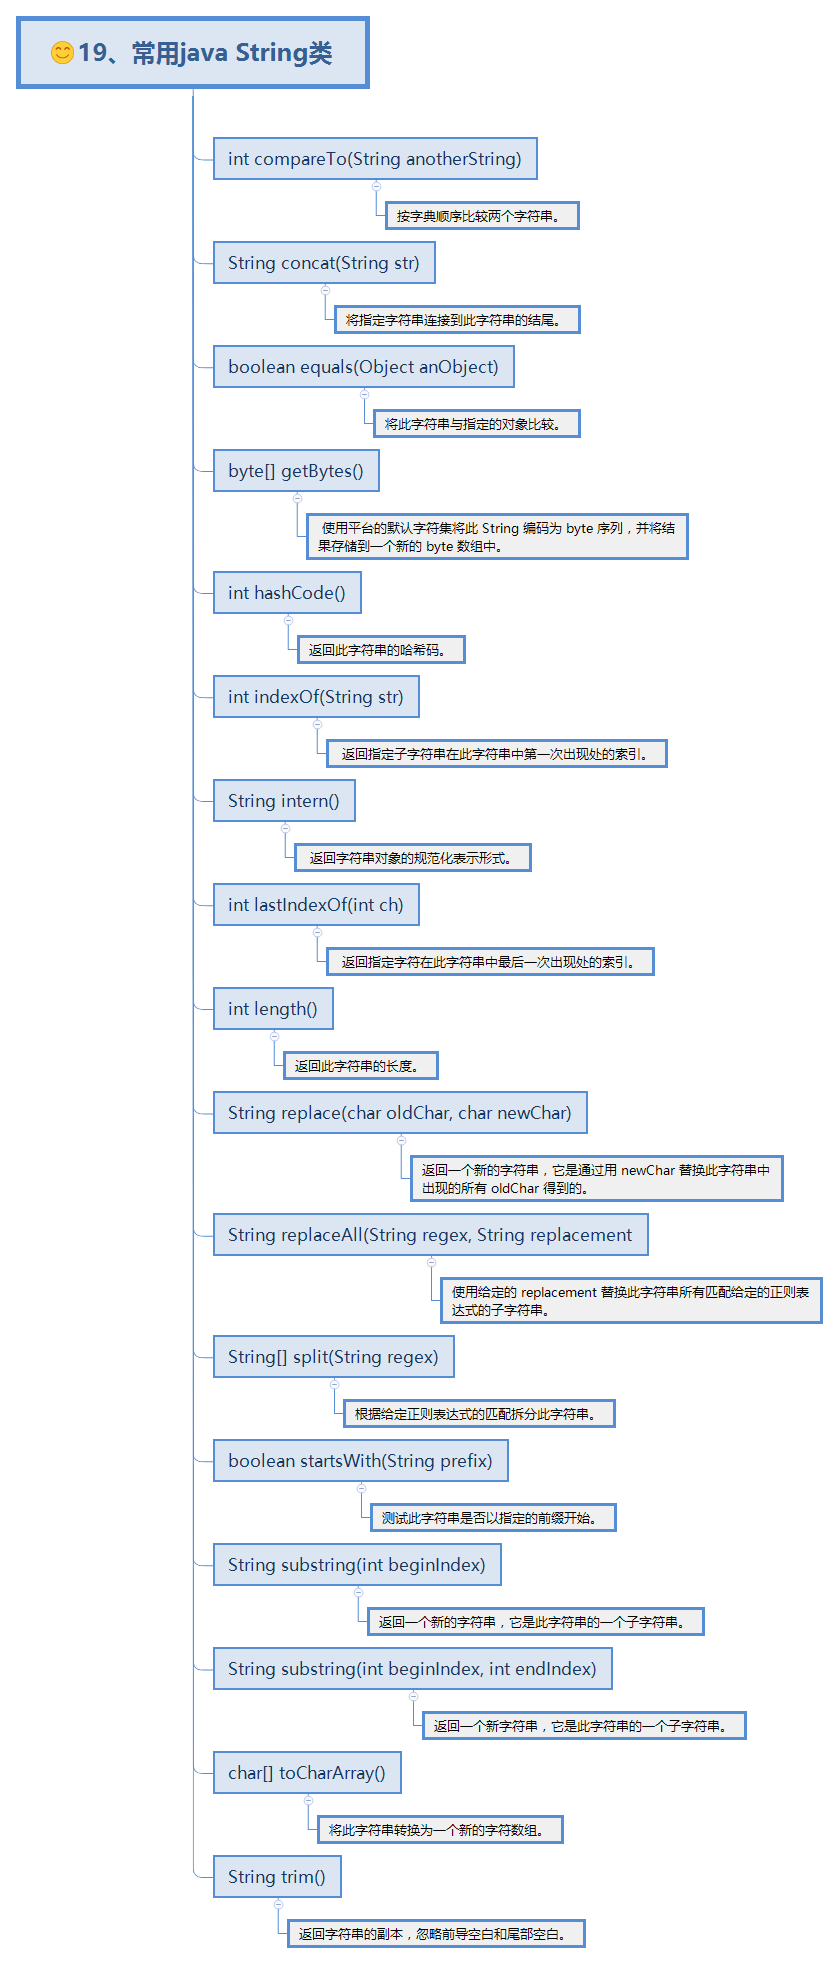 😊19、常用java String类
int compareTo(String anotherString)
按字典顺序比较两个字符串。
String concat(String str)
将指定字符串连接到此字符串的结尾。
boolean equals(Object anObject)
将此字符串与指定的对象比较。
byte[] getBytes()
使用平台的默认字符集将此 String 编码为 byte 序列，并将结
果存储到一个新的 byte 数组中。
int hashCode()
返回此字符串的哈希码。
int indexOf(String str)
返回指定子字符串在此字符串中第一次出现处的索引。
String intern()
返回字符串对象的规范化表示形式。
int lastIndexOf(int ch)
返回指定字符在此字符串中最后一次出现处的索引。
int length()
返回此字符串的长度。
String replace(char oldChar, char newChar)
返回一个新的字符串，它是通过用 newChar 替换此字符串中
出现的所有 oldChar 得到的。
String replaceAll(String regex, String replacement
使用给定的 replacement 替换此字符串所有匹配给定的正则表
达式的子字符串。
String[] split(String regex)
根据给定正则表达式的匹配拆分此字符串。
boolean startsWith(String prefix)
测试此字符串是否以指定的前缀开始。
String substring(int beginIndex)
返回一个新的字符串，它是此字符串的一个子字符串。
String substring(int beginIndex, int endIndex)
返回一个新字符串，它是此字符串的一个子字符串。
char[] toCharArray()
将此字符串转换为一个新的字符数组。
String trim()
返回字符串的副本，忽略前导空白和尾部空白。